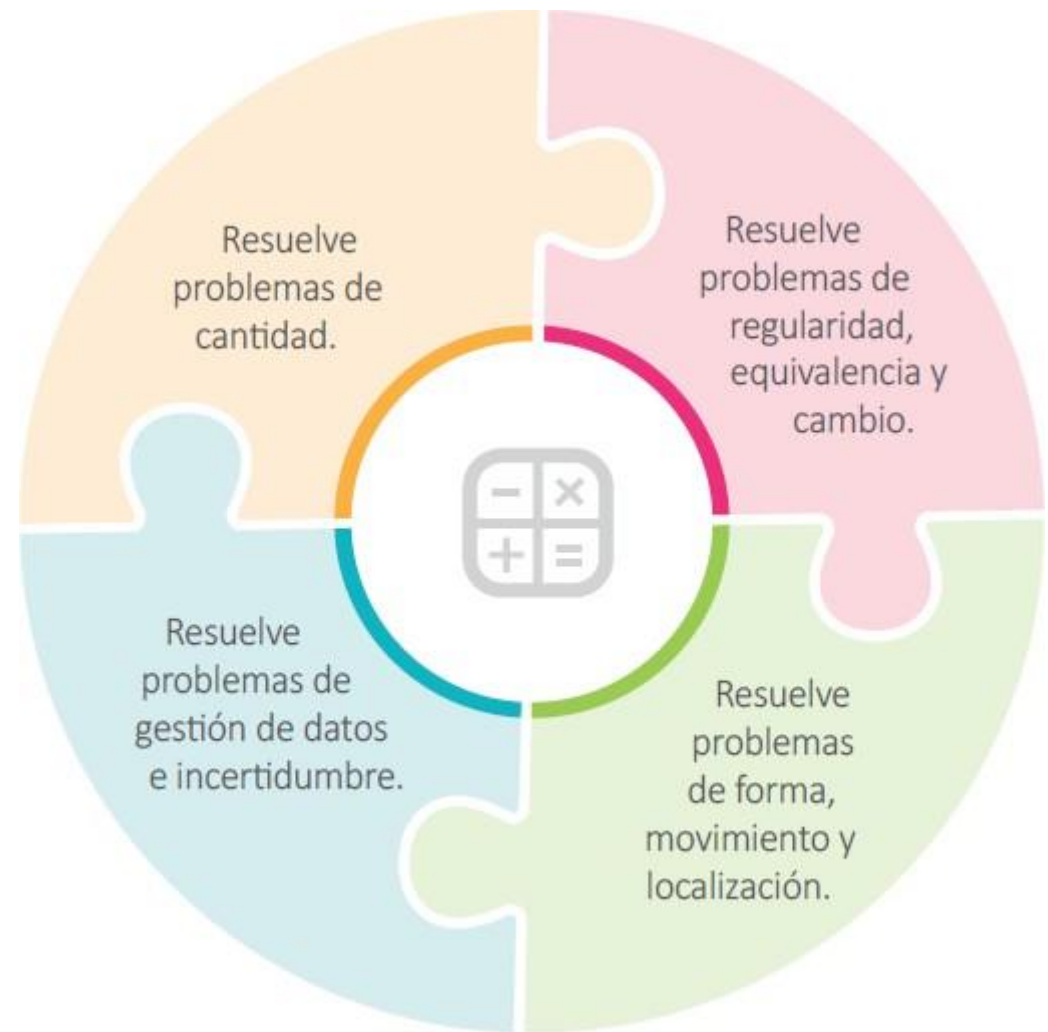 Resuelve
problemas de
cantidad.
Resuelve
problemas de
regularidad,
equivalencia y
cambio.
Resuelve
problemas de
gestión de datos
e incertidumbre.
Resuelve
problemas
de forma,
movimiento y
localización.